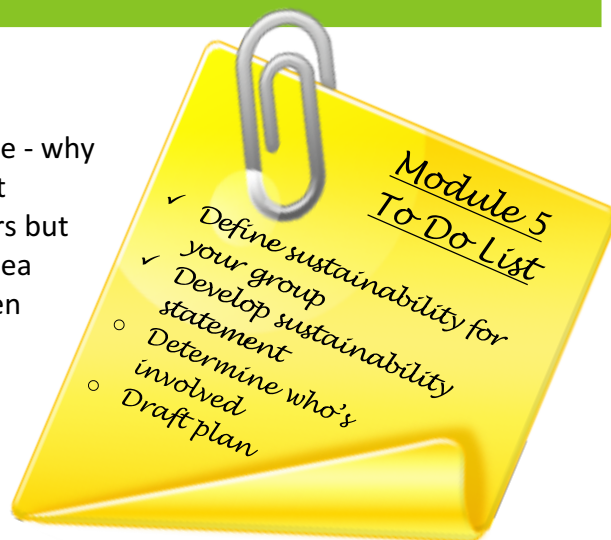 e - why
t
rs but
ea
en
Module 5
To Do List
✓ Define sustainability for
your group
✓ Develop sustainability
statement
○ Determine who's
involved
○ Draft plan